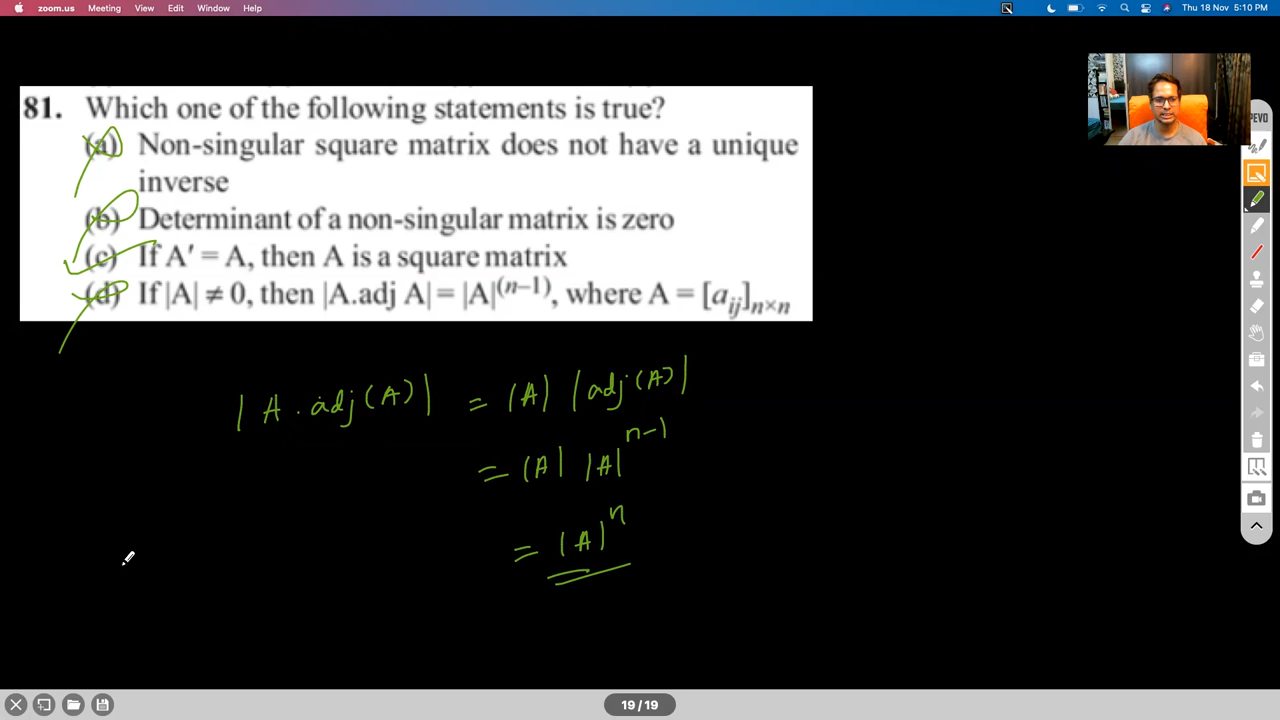 zoom.us Meeting View Edit Window Help Thu 18 Nov 5:10 PM
EPVO
81. Which one of the following statements is true?
(a) Non-singular square matrix does not have a unique
inverse
(b) Determinant of a non-singular matrix is zero
(c) If A′ = A, then A is a square matrix
(d) If |A| ≠ 0, then |A.adj A| = |A|⁽ⁿ⁻¹⁾, where A = [aᵢⱼ]ₙ×ₙ
|A . adj(A)| = |A| |adj(A)|
= |A| |A|ⁿ⁻¹
= |A|ⁿ
19 / 19